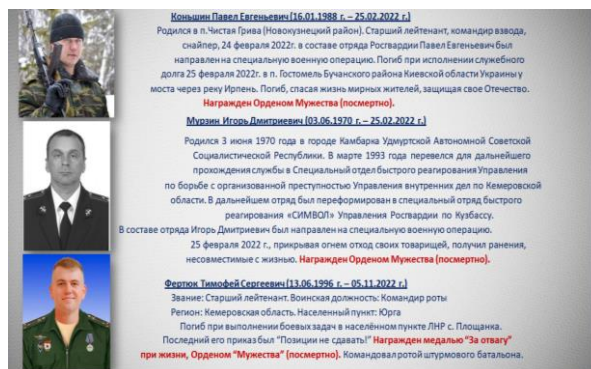 Коньшин Павел Евгеньевич (16.01.1988 г. – 25.02.2022 г.)
Родился в п.Чистая Грива (Новокузнецкий район). Старший лейтенант, командир взвода,
снайпер, 24 февраля 2022г. в составе отряда Росгвардии Павел Евгеньевич был
направлен на специальную военную операцию. Погиб при исполнении служебного
долга 25 февраля 2022г. в п. Гостомель Бучанского района Киевской области Украины у
моста через реку Ирпень. Погиб, спасая жизнь мирных жителей, защищая свое Отечество.
Награжден Орденом Мужества (посмертно).
Мурзин Игорь Дмитриевич (03.06.1970 г. – 25.02.2022 г.)
Родился 3 июня 1970 года в городе Камбарка Удмуртской Автономной Советской
Социалистической Республики. В марте 1993 года перевелся для дальнейшего
прохождения службы в Специальный отдел быстрого реагирования Управления
по борьбе с организованной преступностью Управления внутренних дел по Кемеровской
области. В дальнейшем отряд был переформирован в специальный отряд быстрого
реагирования «СИМВОЛ» Управления Росгвардии по Кузбассу.
В составе отряда Игорь Дмитриевич был направлен на специальную военную операцию.
25 февраля 2022 г., прикрывая огнем отход своих товарищей, получил ранения,
несовместимые с жизнью. Награжден Орденом Мужества (посмертно).
Фертюк Тимофей Сергеевич (13.06.1996 г. – 05.11.2022 г.)
Звание: Старший лейтенант. Воинская должность: Командир роты
Регион: Кемеровская область. Населенный пункт: Юрга
Погиб при выполнении боевых задач в населённом пункте ЛНР с. Площанка.
Последний его приказ был "Позиции не сдавать!" Награжден медалью "За отвагу"
при жизни, Орденом "Мужества" (посмертно). Командовал ротой штурмового батальона.